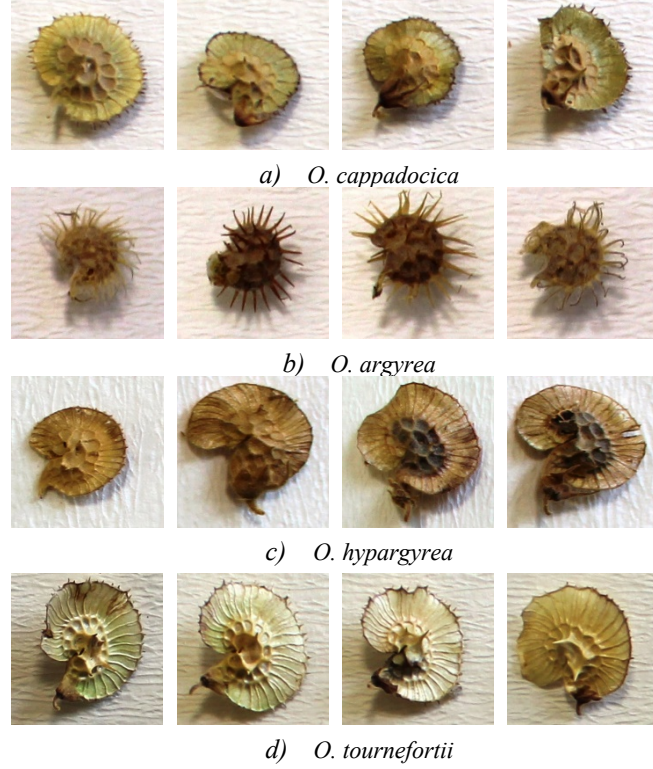 a) O. cappadocica
b) O. argyrea
c) O. hypargyrea
d) O. tournefortii